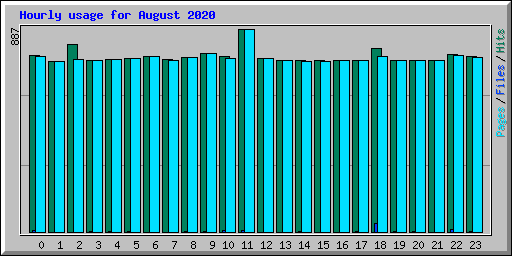 Hourly usage for August 2020
887
Pages/Files/Hits
0 1 2 3 4 5 6 7 8 9 10 11 12 13 14 15 16 17 18 19 20 21 22 23